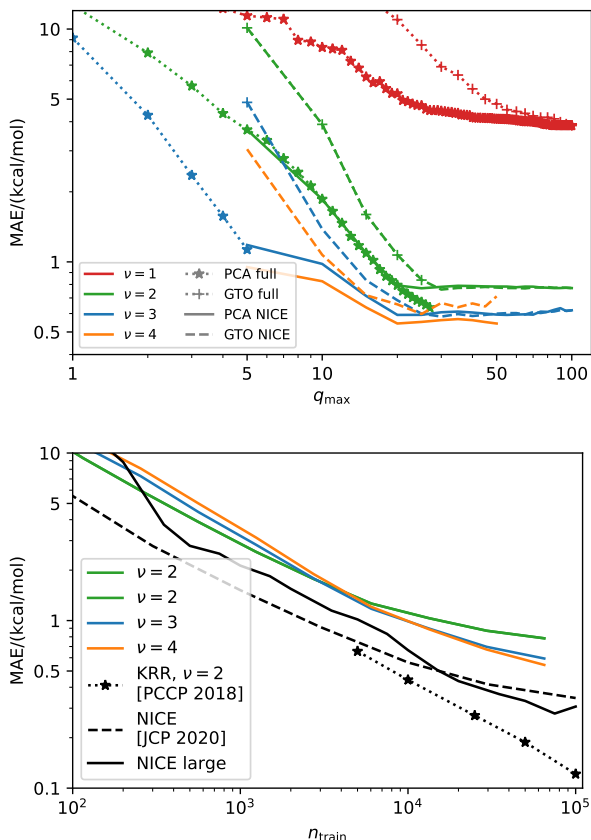 10
5
1
0.5
MAE/(kcal/mol)
ν = 1
ν = 2
ν = 3
ν = 4
PCA full
GTO full
PCA NICE
GTO NICE
1
5
10
50
100
q_max
10
5
1
0.5
0.1
MAE/(kcal/mol)
ν = 2
ν = 2
ν = 3
ν = 4
KRR, ν = 2
[PCCP 2018]
NICE
[JCP 2020]
NICE large
10²
10³
10⁴
10⁵
n_train